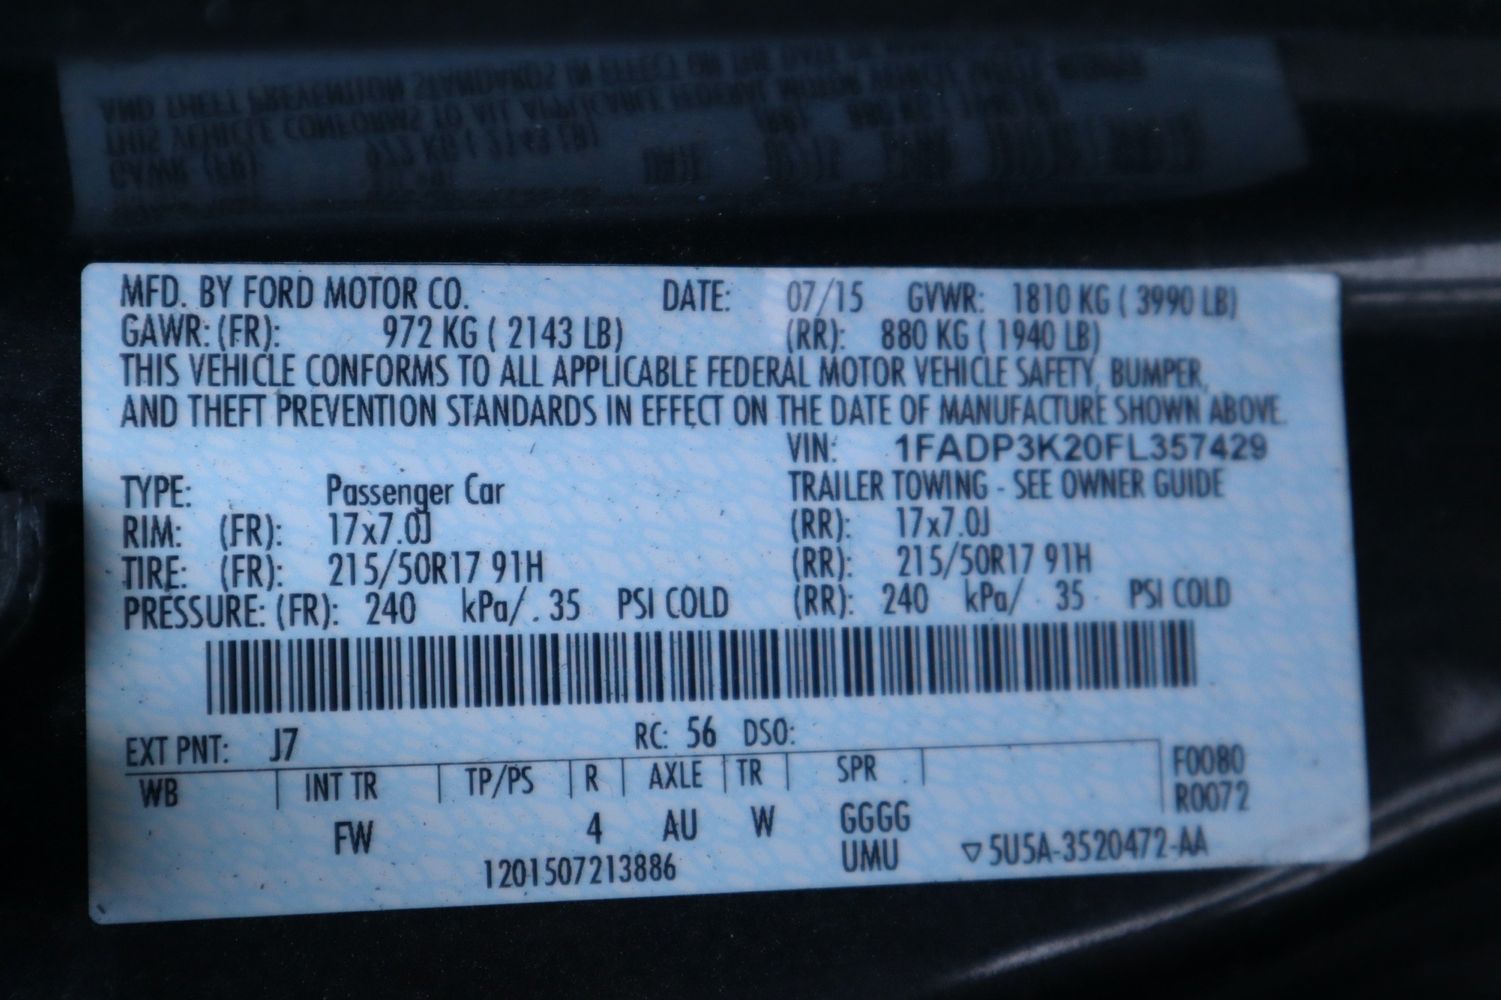 MFD. BY FORD MOTOR CO. DATE: 07/15 GVWR: 1810 KG ( 3990 LB)
GAWR: (FR): 972 KG ( 2143 LB) (RR): 880 KG ( 1940 LB)
THIS VEHICLE CONFORMS TO ALL APPLICABLE FEDERAL MOTOR VEHICLE SAFETY, BUMPER,
AND THEFT PREVENTION STANDARDS IN EFFECT ON THE DATE OF MANUFACTURE SHOWN ABOVE.
VIN: 1FADP3K20FL357429
TYPE: Passenger Car TRAILER TOWING - SEE OWNER GUIDE
RIM: (FR): 17x7.0J (RR): 17x7.0J
TIRE: (FR): 215/50R17 91H (RR): 215/50R17 91H
PRESSURE: (FR): 240 kPa/ 35 PSI COLD (RR): 240 kPa/ 35 PSI COLD
EXT PNT: J7 RC: 56 DSO:
WB INT TR TP/PS R AXLE TR SPR F0080
R0072
FW 4 AU W GGGG
UMU ▽5U5A-3520472-AA
1201507213886